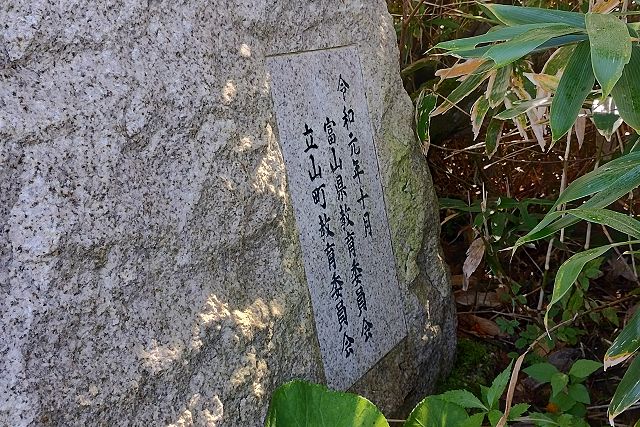 令和元年十月
富山県教育委員会
立山町教育委員会